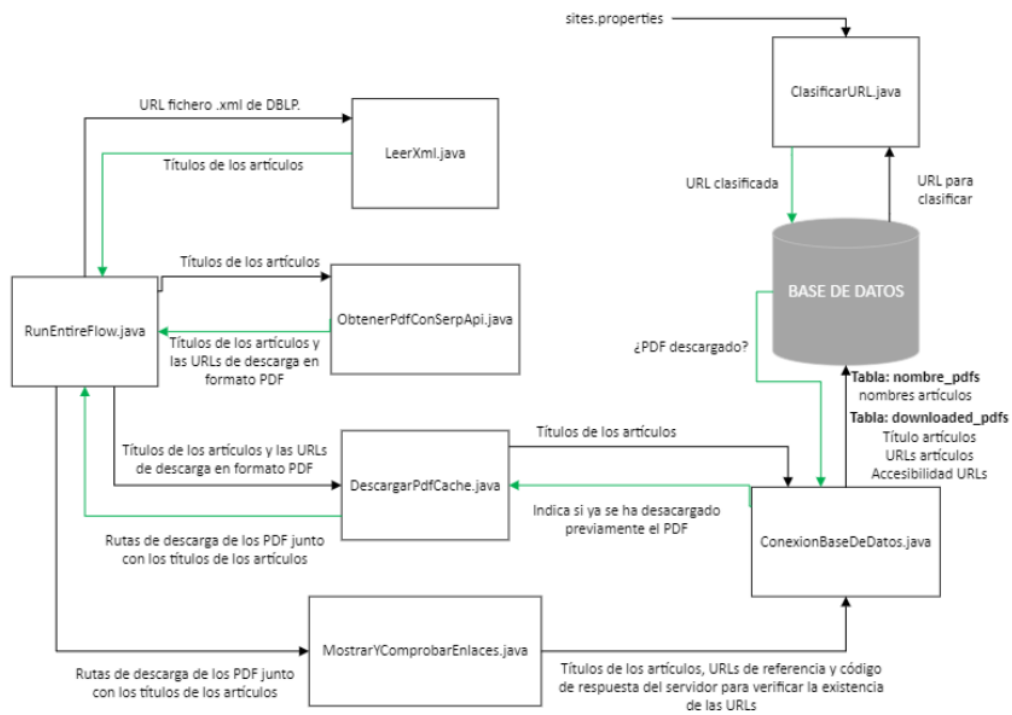 sites.properties
ClasificarURL.java
URL fichero .xml de DBLP.
LeerXml.java
Títulos de los artículos
URL clasificada
URL para
clasificar
BASE DE DATOS
Títulos de los artículos
RunEntireFlow.java
ObtenerPdfConSerpApi.java
Títulos de los artículos y
las URLs de descarga en
formato PDF
¿PDF descargado?
Tabla: nombre_pdfs
nombres artículos
Tabla: downloaded_pdfs
Título artículos
URLs artículos
Accesibilidad URLs
Títulos de los artículos y las URLs
de descarga en formato PDF
Títulos de los artículos
DescargarPdfCache.java
Indica si ya se ha desacargado
previamente el PDF
ConexionBaseDeDatos.java
Rutas de descarga de los PDF junto
con los títulos de los artículos
MostrarYComprobarEnlaces.java
Rutas de descarga de los PDF junto
con los títulos de los artículos
Títulos de los artículos, URLs de referencia y código
de respuesta del servidor para verificar la existencia
de las URLs